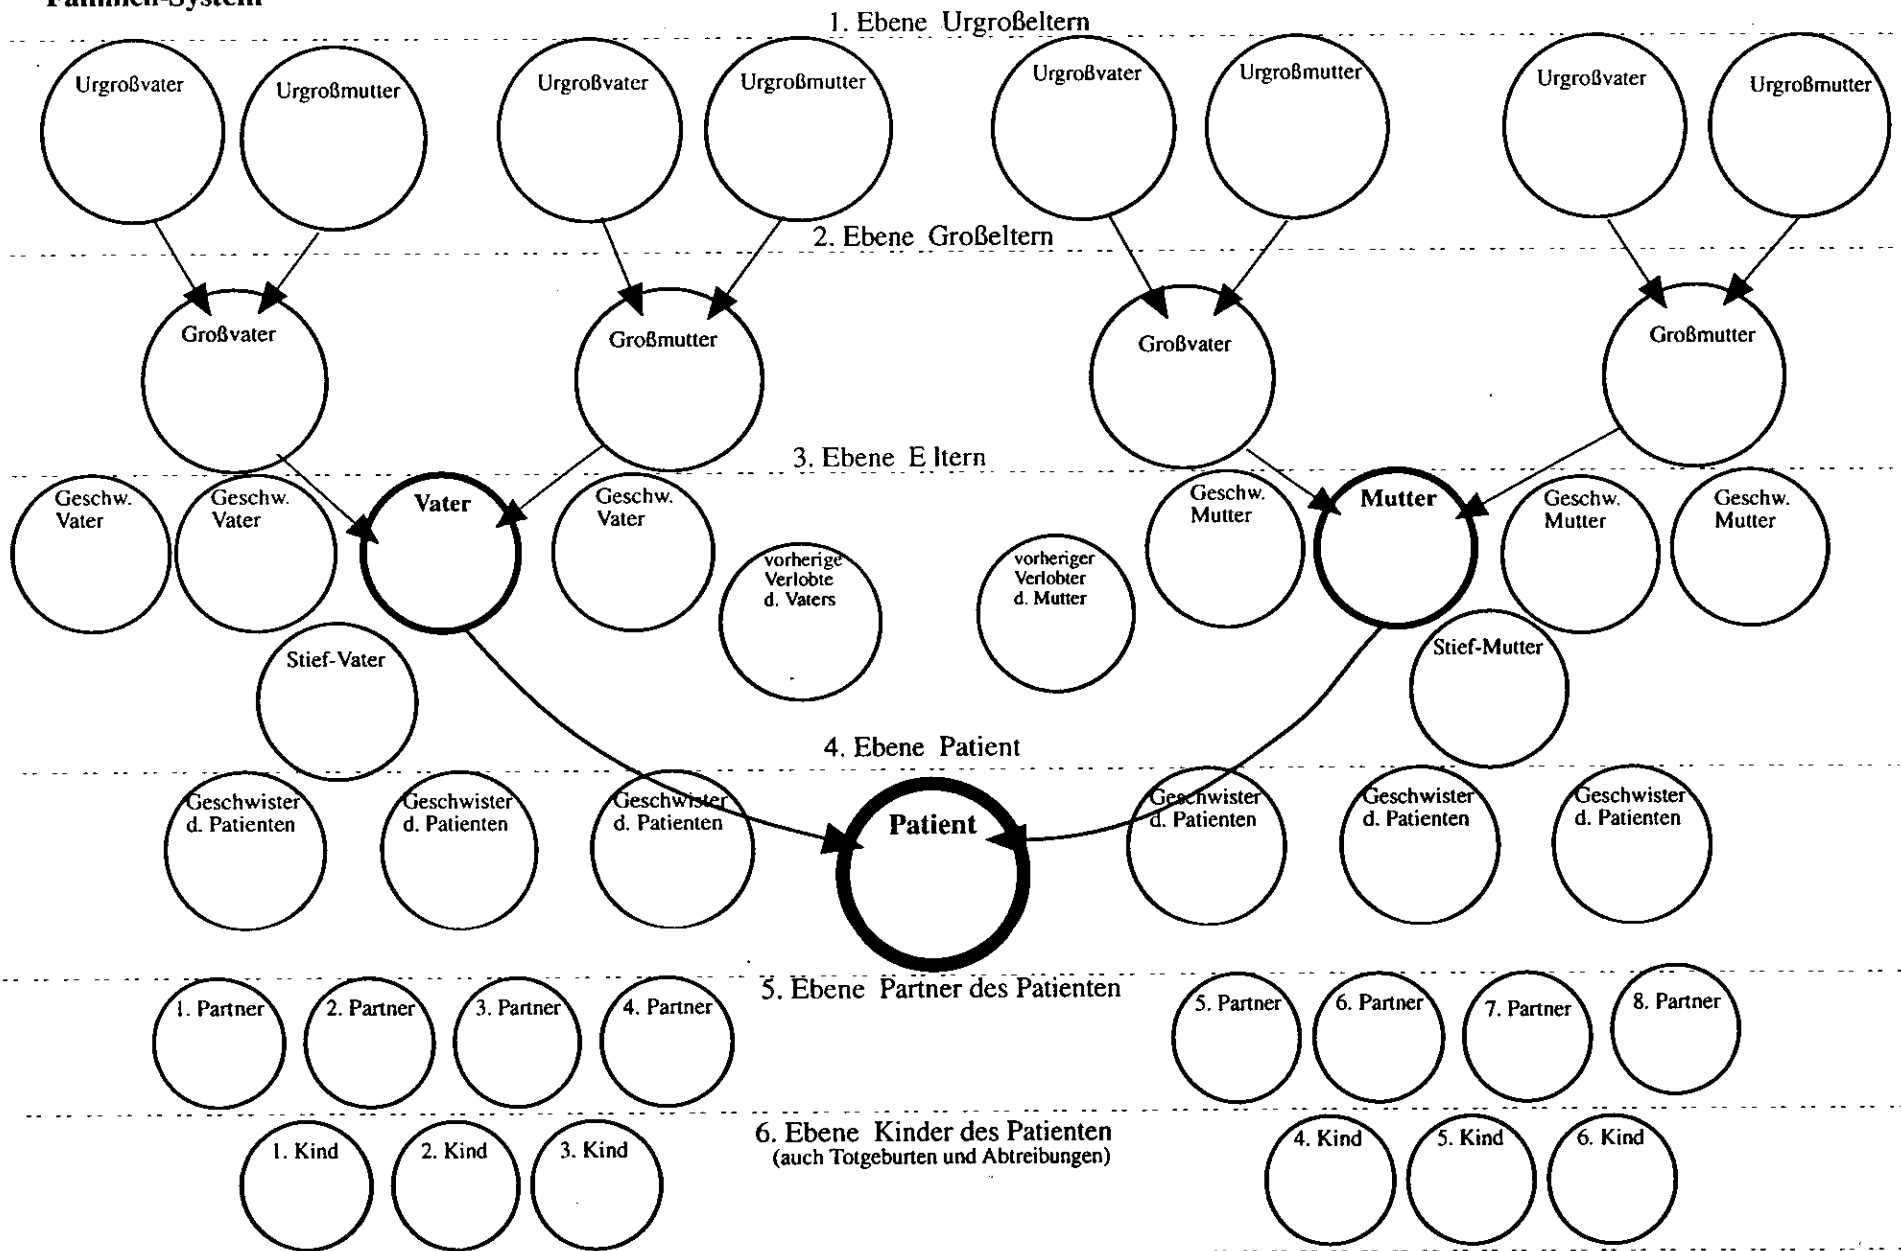 Familien-System
1. Ebene Urgroßeltern
Urgroßvater
Urgroßmutter
Urgroßvater
Urgroßmutter
Urgroßvater
Urgroßmutter
Urgroßvater
Urgroßmutter
2. Ebene Großeltern
Großvater
Großmutter
Großvater
Großmutter
3. Ebene Eltern
Geschw.
Vater
Geschw.
Vater
Vater
Geschw.
Vater
vorherige
Verlobte
d. Vaters
vorheriger
Verlobter
d. Mutter
Geschw.
Mutter
Mutter
Geschw.
Mutter
Geschw.
Mutter
Stief-Vater
Stief-Mutter
4. Ebene Patient
Geschwister
d. Patienten
Geschwister
d. Patienten
Geschwister
d. Patienten
Patient
Geschwister
d. Patienten
Geschwister
d. Patienten
Geschwister
d. Patienten
5. Ebene Partner des Patienten
1. Partner
2. Partner
3. Partner
4. Partner
5. Partner
6. Partner
7. Partner
8. Partner
6. Ebene Kinder des Patienten
(auch Totgeburten und Abtreibungen)
1. Kind
2. Kind
3. Kind
4. Kind
5. Kind
6. Kind